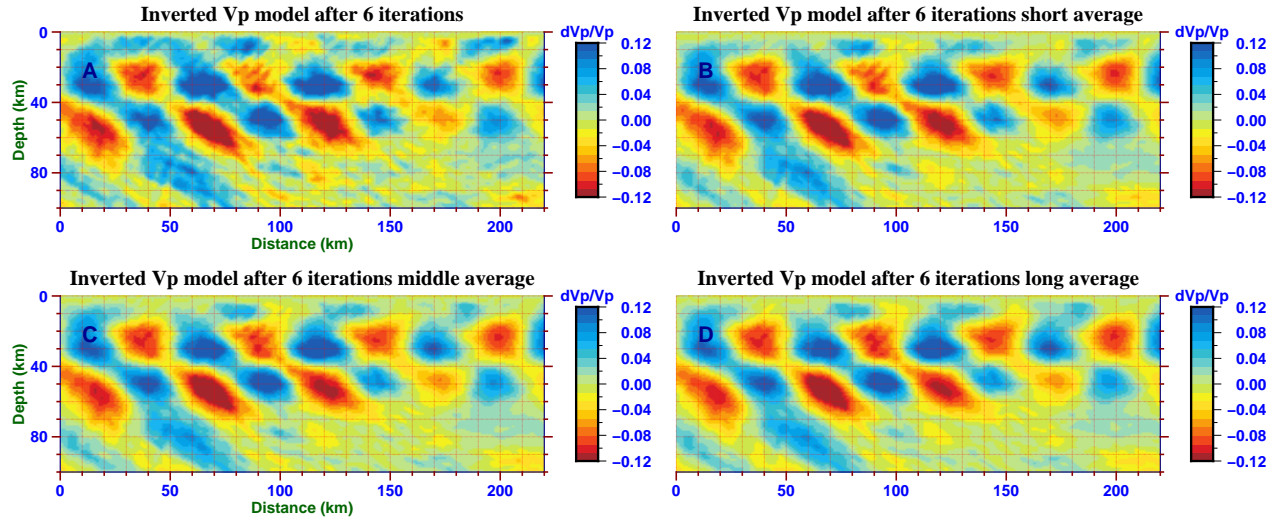 Inverted Vp model after 6 iterations
dVp/Vp
A
0
40
80
Depth (km)
0 50 100 150 200
Distance (km)
0.12
0.08
0.04
0.00
−0.04
−0.08
−0.12
Inverted Vp model after 6 iterations short average
dVp/Vp
B
0 50 100 150 200
0.12
0.08
0.04
0.00
−0.04
−0.08
−0.12
Inverted Vp model after 6 iterations middle average
dVp/Vp
C
0
40
80
Depth (km)
0 50 100 150 200
Distance (km)
0.12
0.08
0.04
0.00
−0.04
−0.08
−0.12
Inverted Vp model after 6 iterations long average
dVp/Vp
D
0 50 100 150 200
0.12
0.08
0.04
0.00
−0.04
−0.08
−0.12